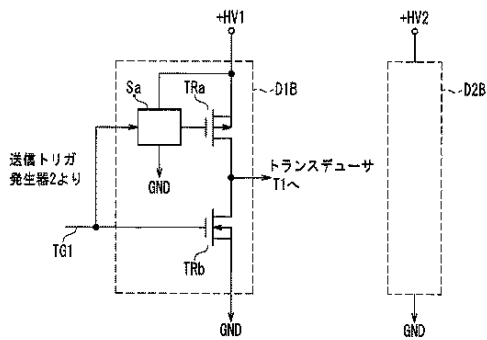 +HV1
+HV2
Sa
TRa
D1B
D2B
送信トリガ
発生器2より
GND
トランスデューサ
T1へ
TG1
TRb
GND
GND